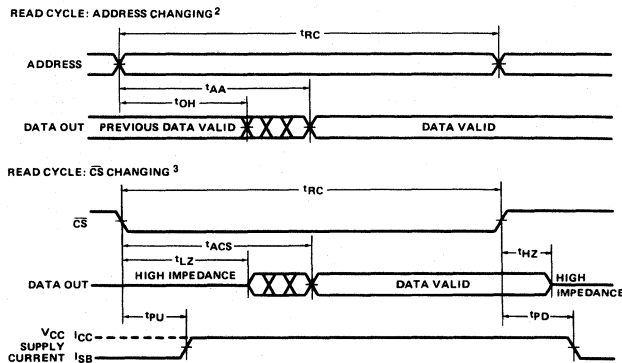 READ CYCLE: ADDRESS CHANGING 2
tRC
ADDRESS
tAA
tOH
DATA OUT PREVIOUS DATA VALID DATA VALID
READ CYCLE: CS CHANGING 3
tRC
CS
tACS
tLZ
tHZ
DATA OUT HIGH IMPEDANCE DATA VALID HIGH IMPEDANCE
tPU
tPD
VCC ICC
SUPPLY
CURRENT ISB